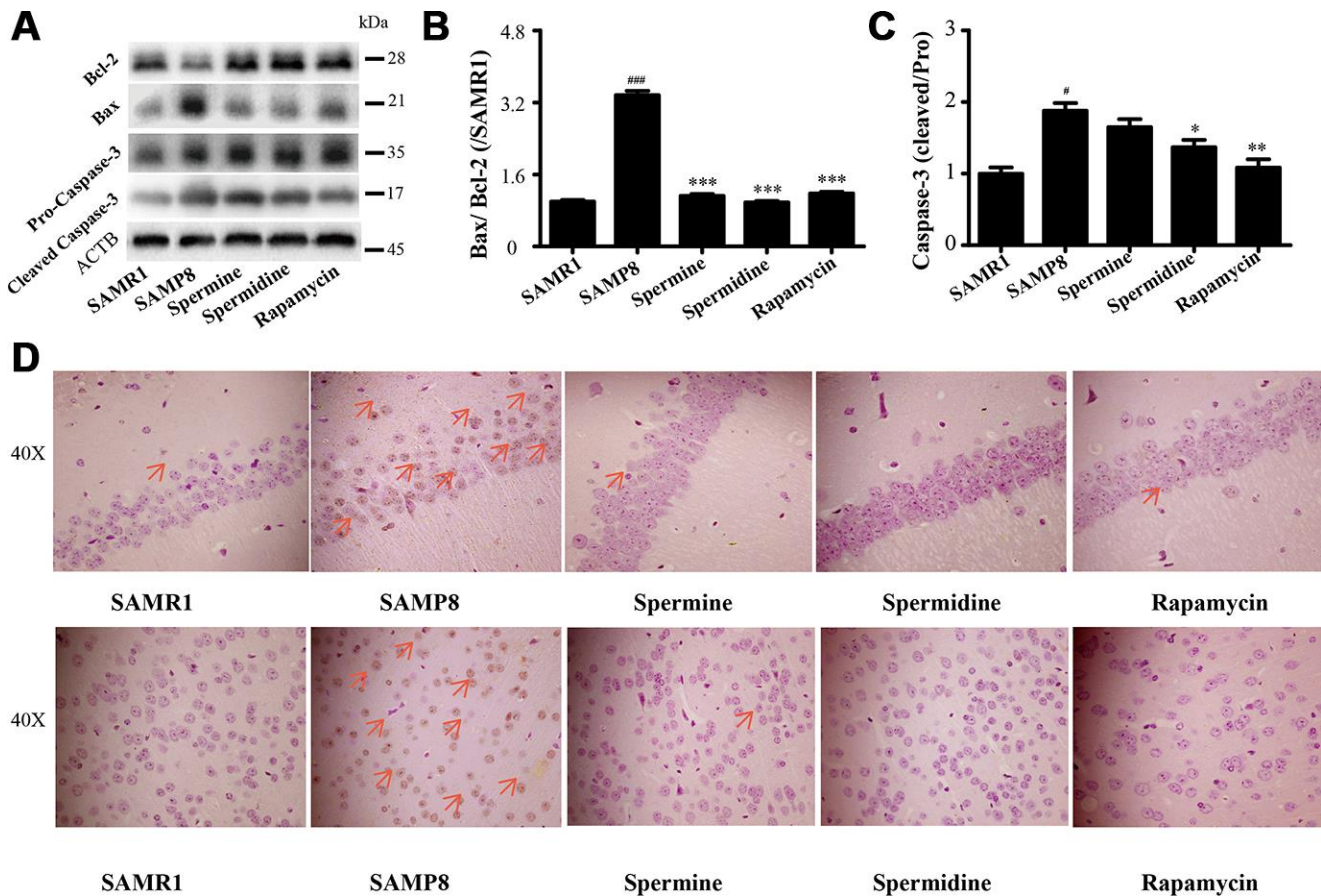 A
kDa
Bcl-2
28
Bax
21
Pro-Caspase-3
35
Cleaved Caspase-3
17
ACTB
45
SAMR1
SAMP8
Spermine
Spermidine
Rapamycin
B
Bax/ Bcl-2 (/SAMR1)
4.8
3.2
1.6
0
###
***
***
***
SAMR1
SAMP8
Spermine
Spermidine
Rapamycin
C
Caspase-3 (cleaved/Pro)
3
2
1
0
#
*
**
SAMR1
SAMP8
Spermine
Spermidine
Rapamycin
D
40X
SAMR1 SAMP8 Spermine Spermidine Rapamycin
40X
SAMR1 SAMP8 Spermine Spermidine Rapamycin